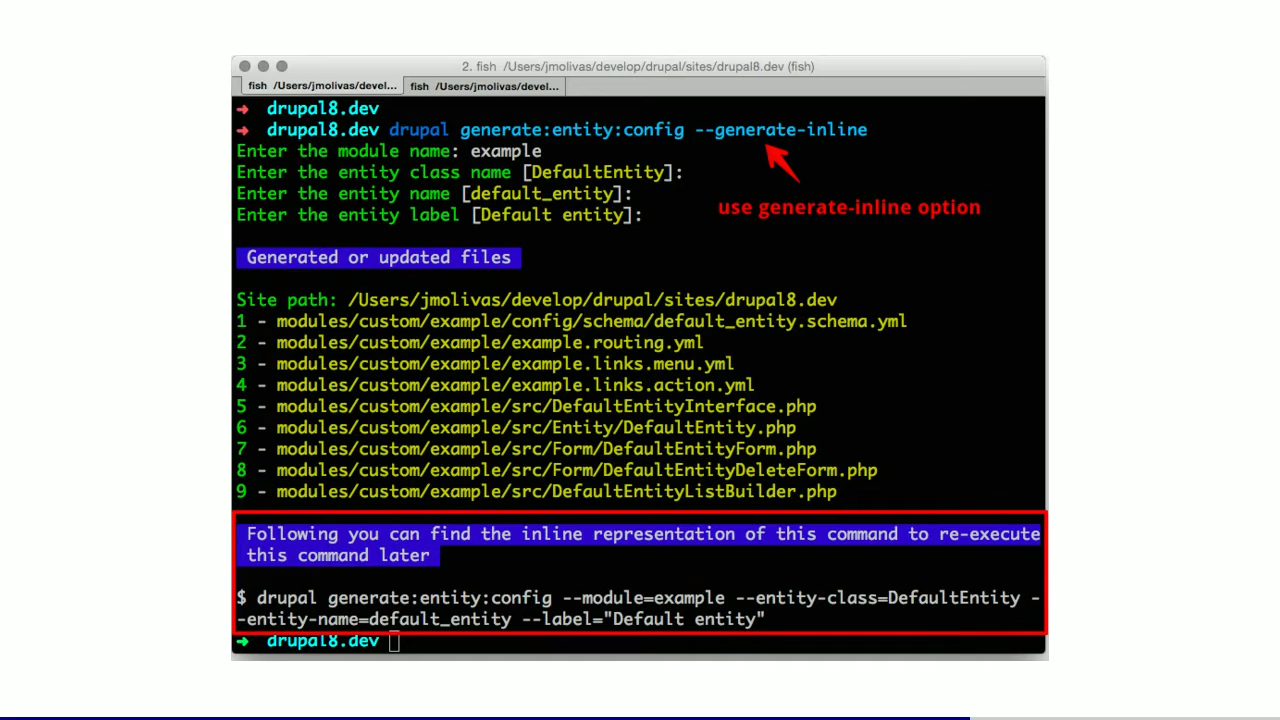 2. fish /Users/jmolivas/develop/drupal/sites/drupal8.dev (fish)
fish /Users/jmolivas/devel... fish /Users/jmolivas/devel...
➜ drupal8.dev
➜ drupal8.dev drupal generate:entity:config --generate-inline
Enter the module name: example
Enter the entity class name [DefaultEntity]:
Enter the entity name [default_entity]:
Enter the entity label [Default entity]:
use generate-inline option
Generated or updated files
Site path: /Users/jmolivas/develop/drupal/sites/drupal8.dev
1 - modules/custom/example/config/schema/default_entity.schema.yml
2 - modules/custom/example/example.routing.yml
3 - modules/custom/example/example.links.menu.yml
4 - modules/custom/example/example.links.action.yml
5 - modules/custom/example/src/DefaultEntityInterface.php
6 - modules/custom/example/src/Entity/DefaultEntity.php
7 - modules/custom/example/src/Form/DefaultEntityForm.php
8 - modules/custom/example/src/Form/DefaultEntityDeleteForm.php
9 - modules/custom/example/src/DefaultEntityListBuilder.php
Following you can find the inline representation of this command to re-execute
this command later
$ drupal generate:entity:config --module=example --entity-class=DefaultEntity -
-entity-name=default_entity --label="Default entity"
➜ drupal8.dev